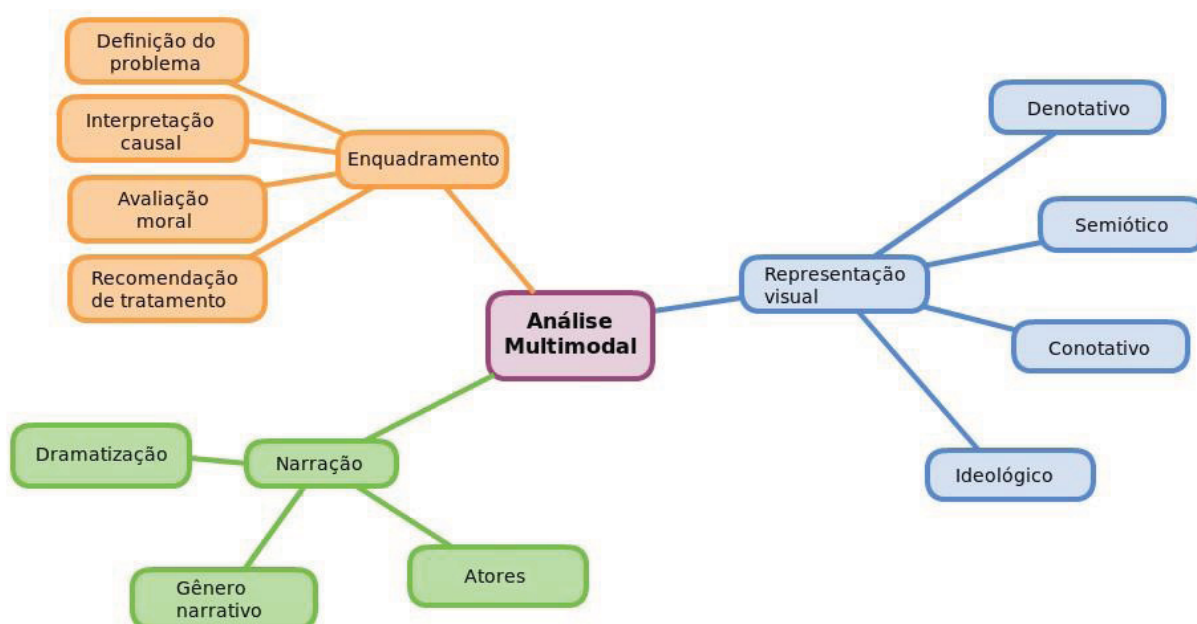 Definição do
problema
Interpretação
causal
Avaliação
moral
Recomendação
de tratamento
Enquadramento
Análise
Multimodal
Representação
visual
Denotativo
Semiótico
Conotativo
Ideológico
Narração
Dramatização
Gênero
narrativo
Atores